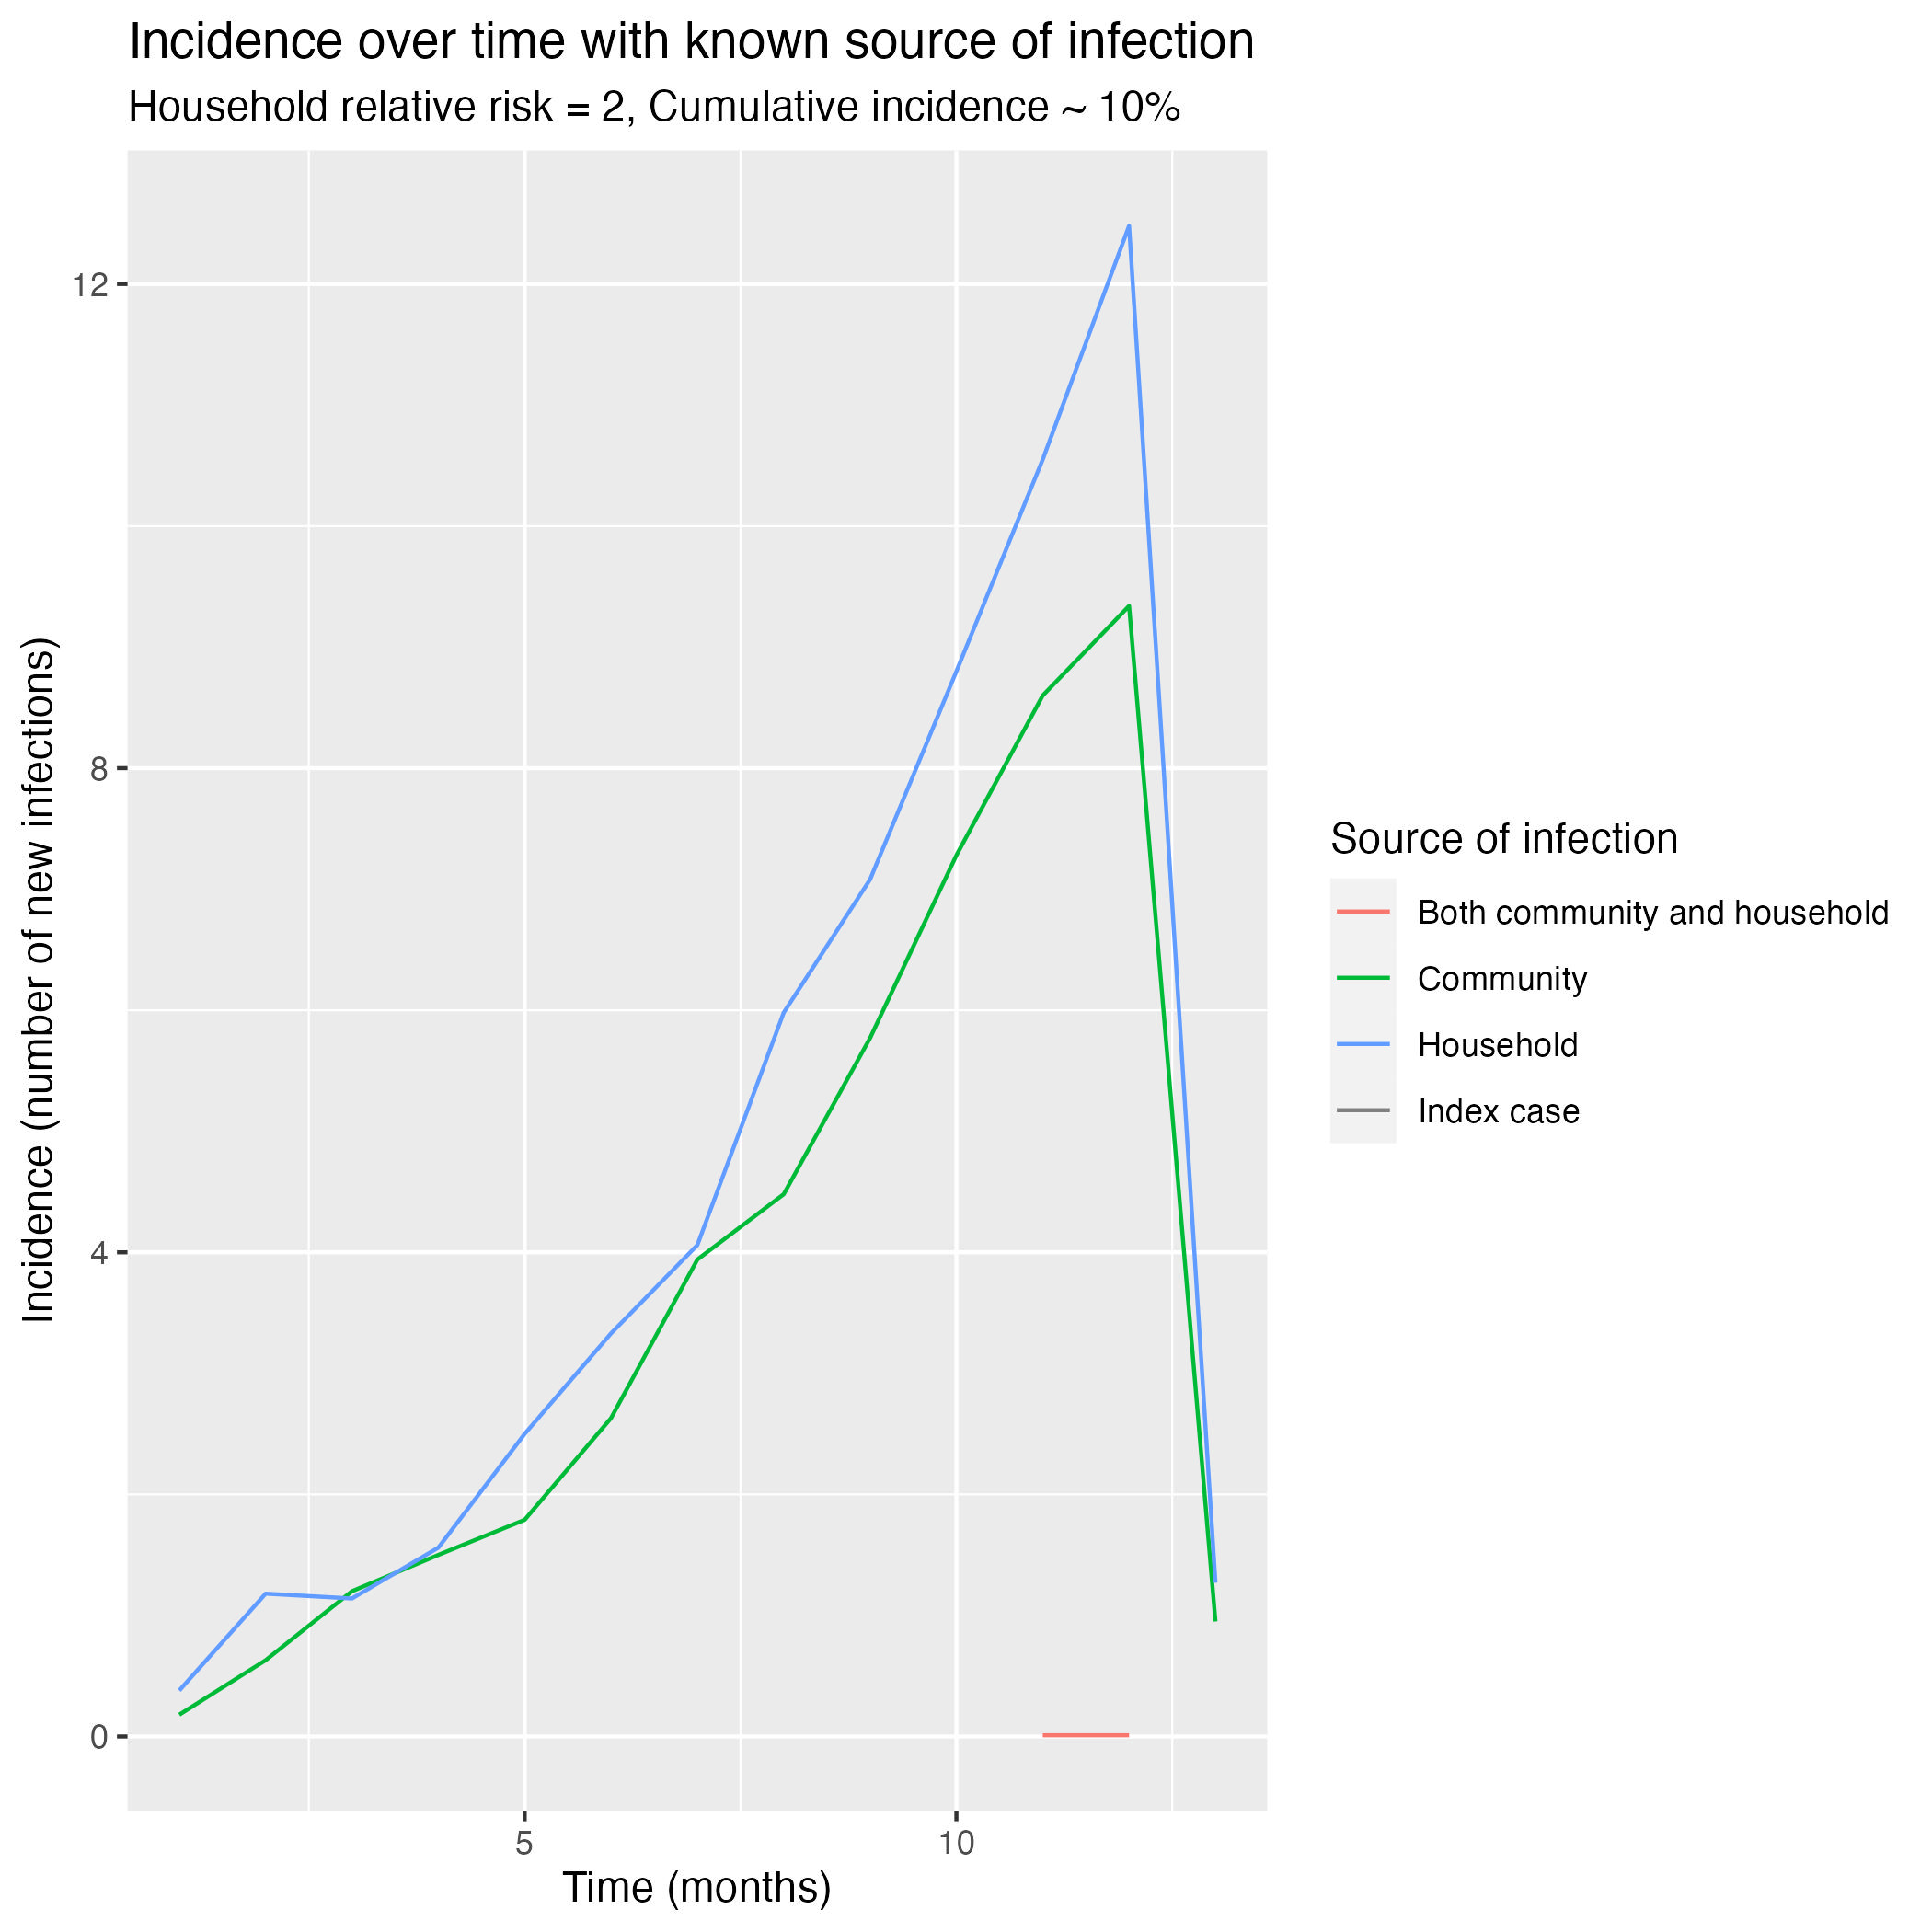 Incidence over time with known source of infection
Household relative risk = 2, Cumulative incidence ~ 10%
Incidence (number of new infections)
12
8
4
0
5
10
Time (months)
Source of infection
Both community and household
Community
Household
Index case